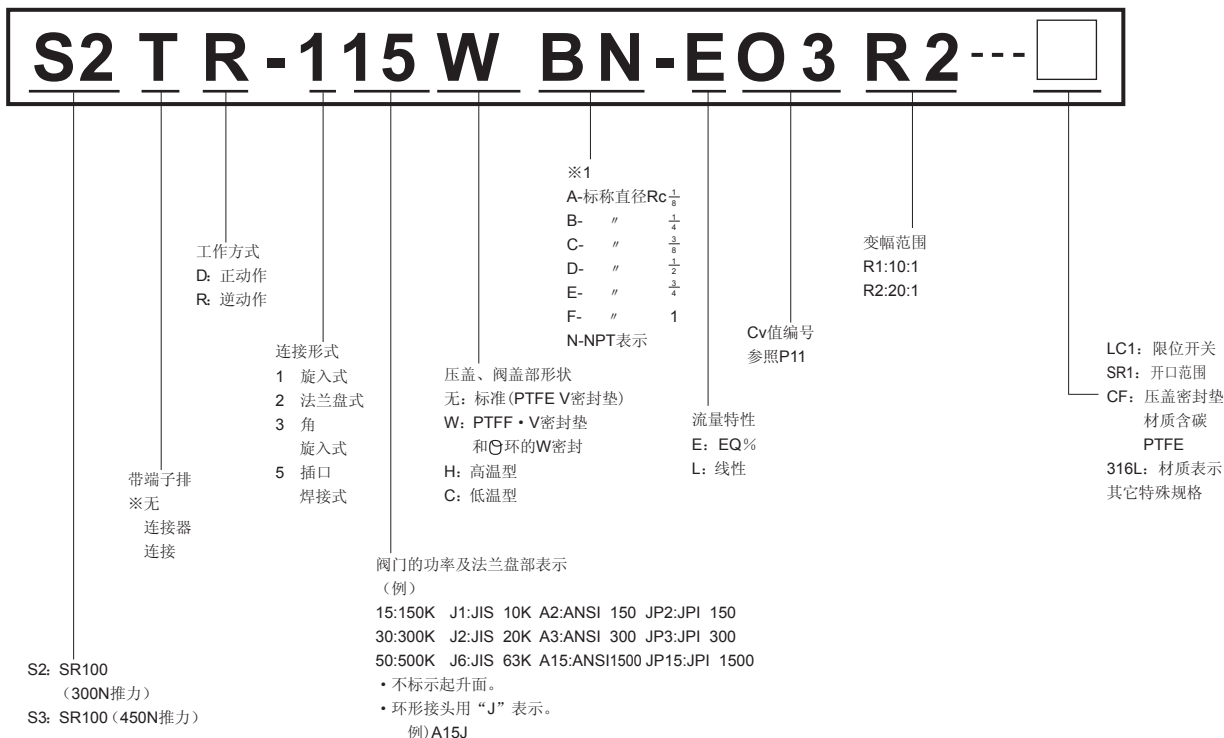 S2 T R - 1 15 W BN - E O3 R2 ---
※1
A-标称直径Rc 1/8
B- 〃 1/4
C- 〃 3/8
D- 〃 1/2
E- 〃 3/4
F- 〃 1
N-NPT表示
工作方式
D: 正动作
R: 逆动作
变幅范围
R1:10:1
R2:20:1
Cv值编号
参照P11
连接形式
1 旋入式
2 法兰盘式
3 角
旋入式
5 插口
焊接式
压盖、阀盖部形状
无: 标准(PTFE V密封垫)
W: PTFF・V密封垫
和O环的W密封
H: 高温型
C: 低温型
流量特性
E: EQ%
L: 线性
LC1: 限位开关
SR1: 开口范围
CF: 压盖密封垫
材质含碳
PTFE
316L: 材质表示
其它特殊规格
带端子排
※无
连接器
连接
阀门的功率及法兰盘部表示
(例)
15:150K J1:JIS 10K A2:ANSI 150 JP2:JPI 150
30:300K J2:JIS 20K A3:ANSI 300 JP3:JPI 300
50:500K J6:JIS 63K A15:ANSI1500 JP15:JPI 1500
・不标示起升面。
・环形接头用“J”表示。
例)A15J
S2: SR100
(300N推力)
S3: SR100(450N推力)